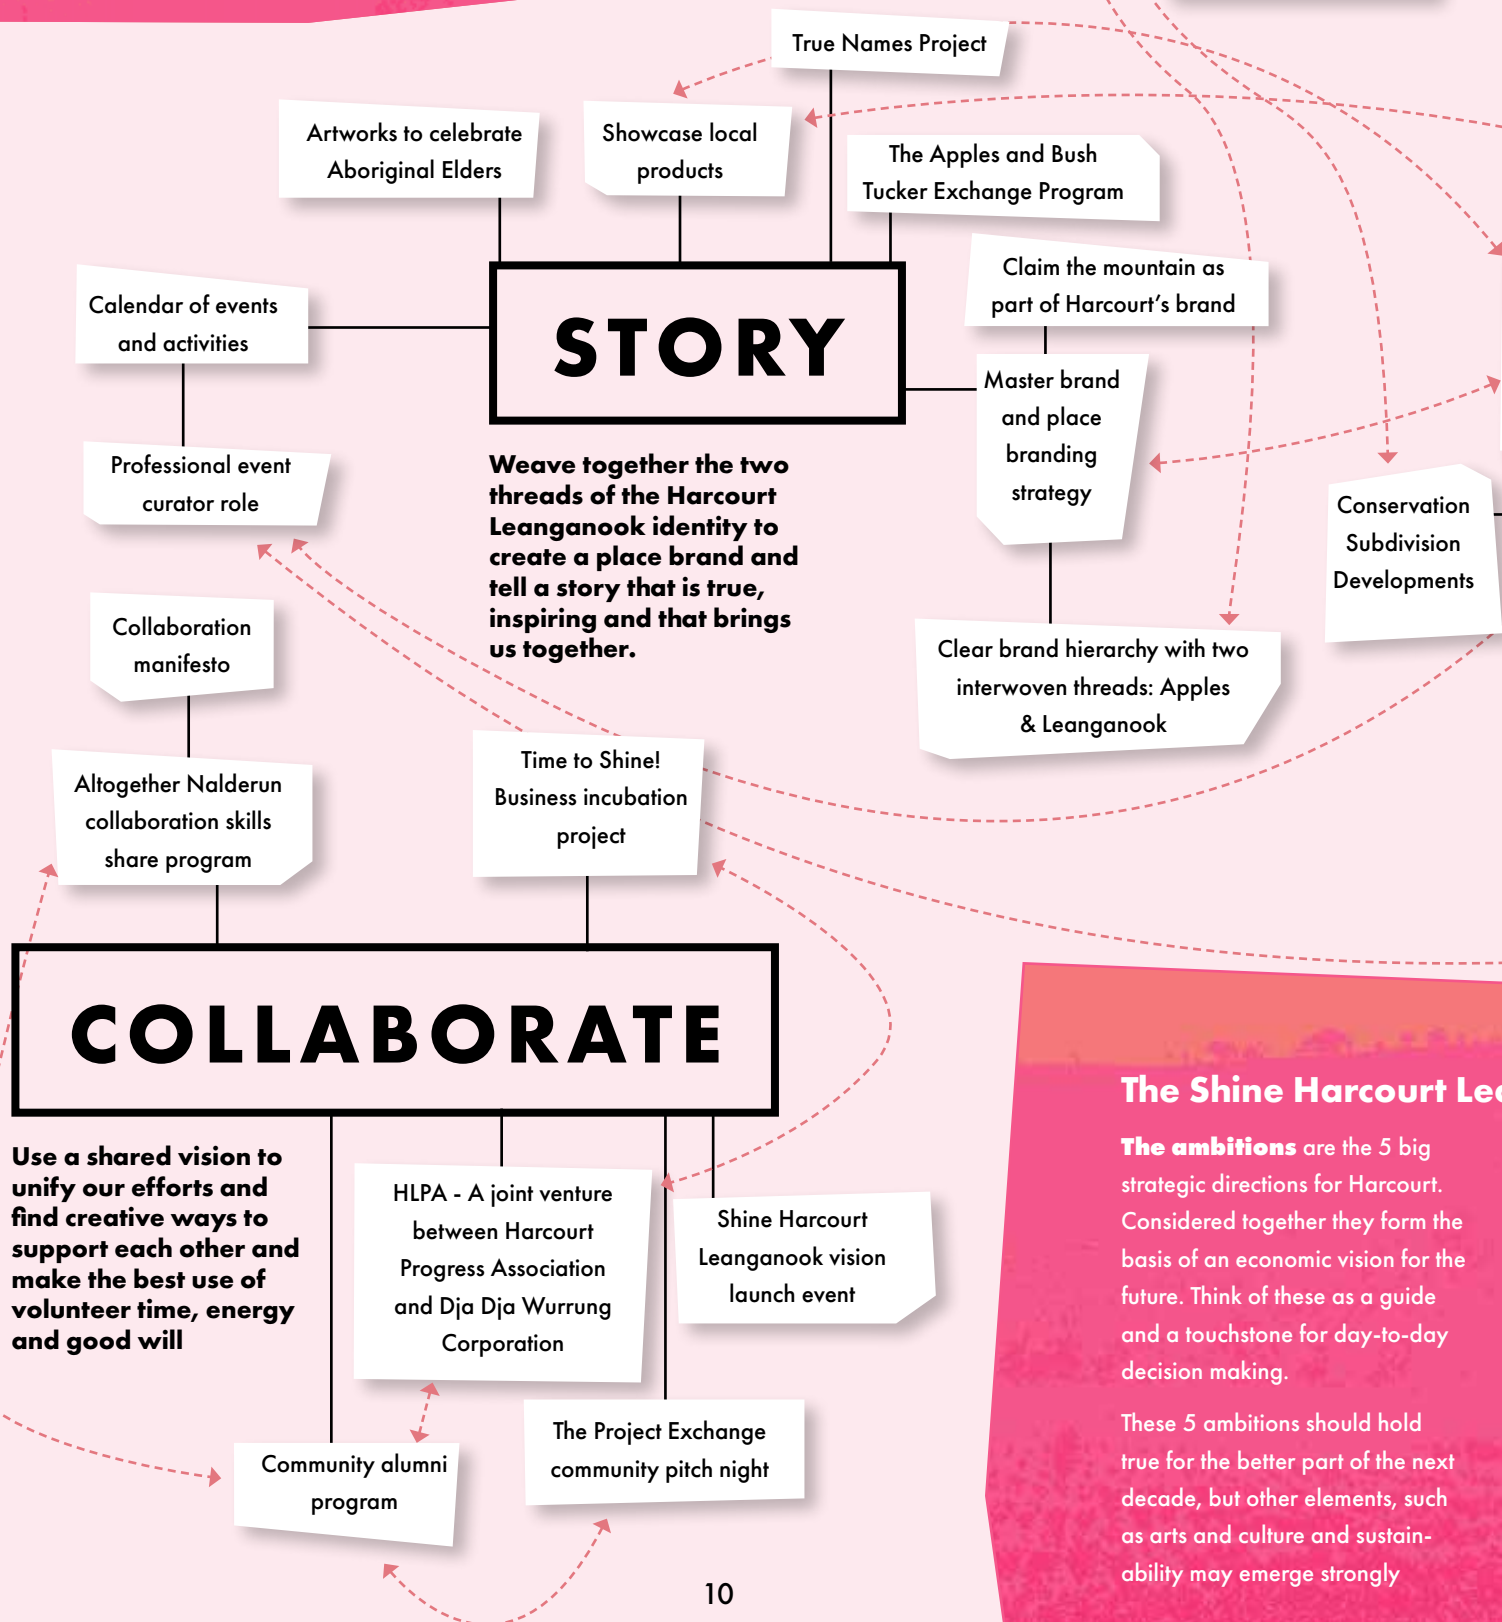 True Names Project
Artworks to celebrate
Aboriginal Elders
Showcase local
products
The Apples and Bush
Tucker Exchange Program
Calendar of events
and activities
STORY
Claim the mountain as
part of Harcourt's brand
Master brand
and place
branding
strategy
Professional event
curator role
Weave together the two
threads of the Harcourt
Leanganook identity to
create a place brand and
tell a story that is true,
inspiring and that brings
us together.
Conservation
Subdivision
Developments
Clear brand hierarchy with two
interwoven threads: Apples
& Leanganook
Collaboration
manifesto
Altogether Nalderun
collaboration skills
share program
Time to Shine!
Business incubation
project
COLLABORATE
Use a shared vision to
unify our efforts and
find creative ways to
support each other and
make the best use of
volunteer time, energy
and good will
HLPA - A joint venture
between Harcourt
Progress Association
and Dja Dja Wurrung
Corporation
Shine Harcourt
Leanganook vision
launch event
Community alumni
program
The Project Exchange
community pitch night
The Shine Harcourt
The ambitions are the 5 big
strategic directions for Harcourt.
Considered together they form the
basis of an economic vision for the
future. Think of these as a guide
and a touchstone for day-to-day
decision making.
These 5 ambitions should hold
true for the better part of the next
decade, but other elements, such
as arts and culture and sustain-
ability may emerge strongly
10